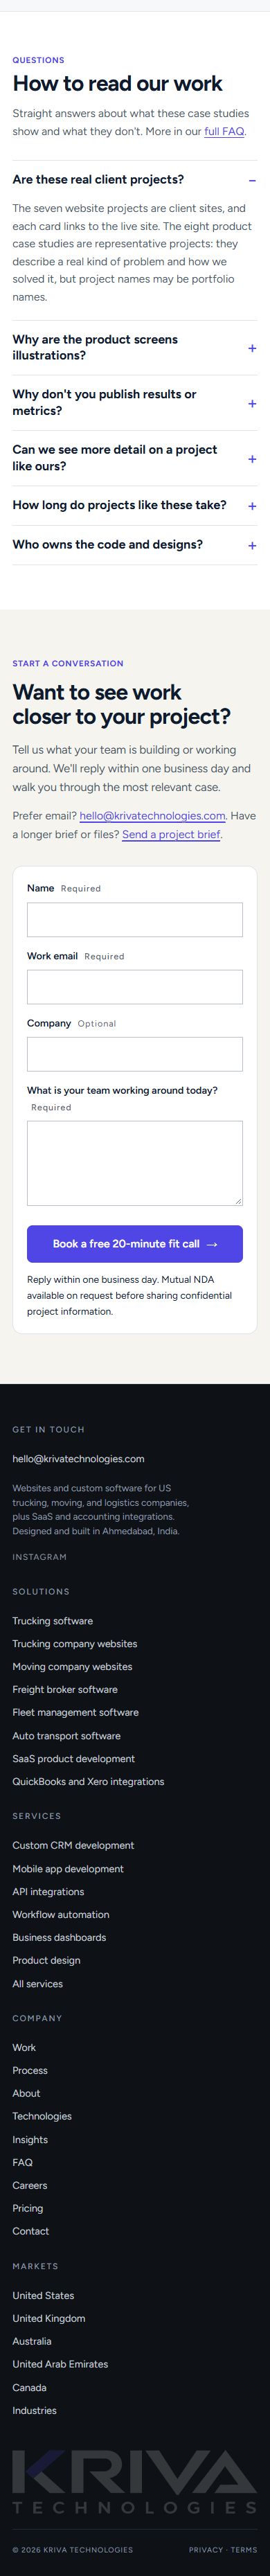 QUESTIONS
How to read our work
Straight answers about what these case studies
show and what they don't. More in our full FAQ.
Are these real client projects? −
The seven website projects are client sites, and
each card links to the live site. The eight product
case studies are representative projects: they
describe a real kind of problem and how we
solved it, but project names may be portfolio
names.
Why are the product screens
illustrations? +
Why don't you publish results or
metrics? +
Can we see more detail on a project
like ours? +
How long do projects like these take? +
Who owns the code and designs? +
START A CONVERSATION
Want to see work
closer to your project?
Tell us what your team is building or working
around. We'll reply within one business day and
walk you through the most relevant case.
Prefer email? hello@krivatechnologies.com. Have
a longer brief or files? Send a project brief.
Name Required
Work email Required
Company Optional
What is your team working around today?
Required
Book a free 20-minute fit call →
Reply within one business day. Mutual NDA
available on request before sharing confidential
project information.
GET IN TOUCH
hello@krivatechnologies.com
Websites and custom software for US
trucking, moving, and logistics companies,
plus SaaS and accounting integrations.
Designed and built in Ahmedabad, India.
INSTAGRAM
SOLUTIONS
Trucking software
Trucking company websites
Moving company websites
Freight broker software
Fleet management software
Auto transport software
SaaS product development
QuickBooks and Xero integrations
SERVICES
Custom CRM development
Mobile app development
API integrations
Workflow automation
Business dashboards
Product design
All services
COMPANY
Work
Process
About
Technologies
Insights
FAQ
Careers
Pricing
Contact
MARKETS
United States
United Kingdom
Australia
United Arab Emirates
Canada
Industries
KRIVA
TECHNOLOGIES
© 2026 KRIVA TECHNOLOGIES PRIVACY · TERMS